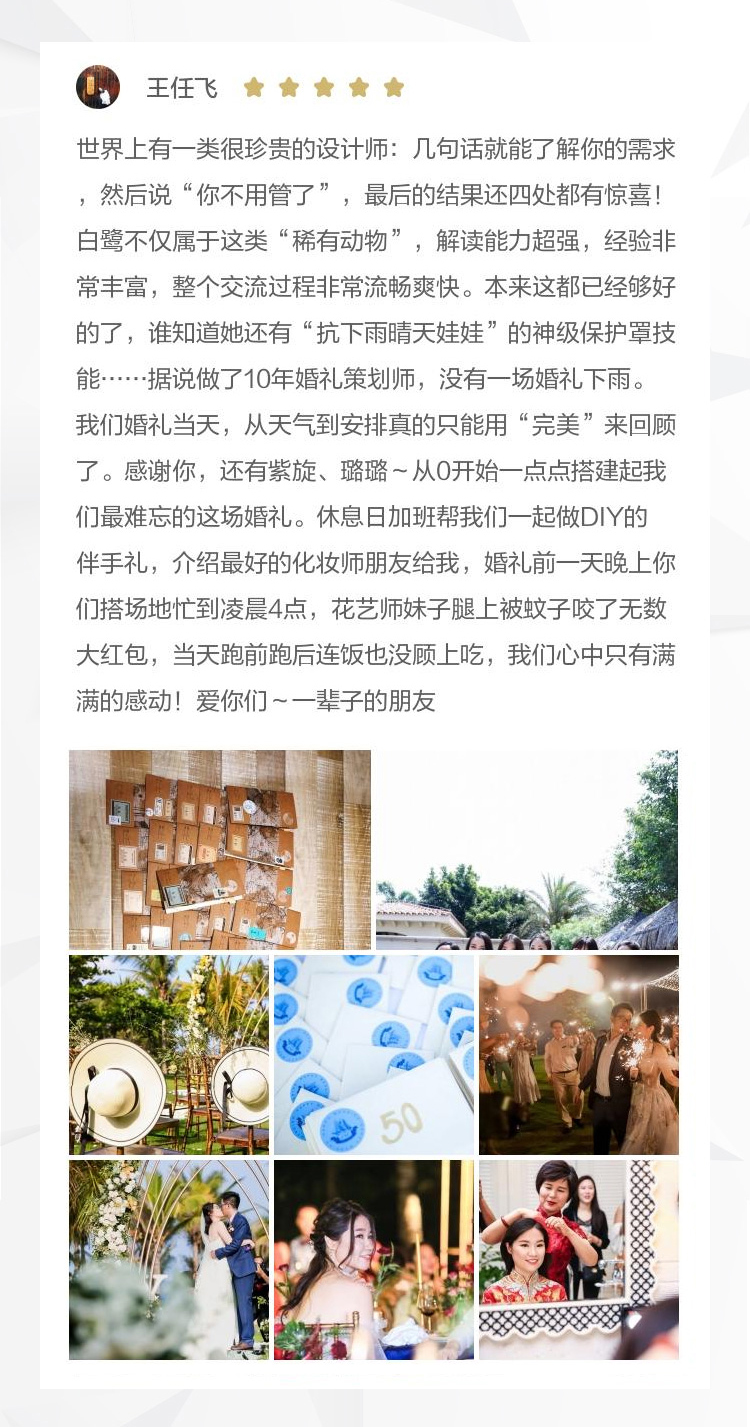 王任飞
世界上有一类很珍贵的设计师：几句话就能了解你的需求
，然后说“你不用管了”，最后的结果还四处都有惊喜！
白鹭不仅属于这类“稀有动物”，解读能力超强，经验非
常丰富，整个交流过程非常流畅爽快。本来这都已经够好
的了，谁知道她还有“抗下雨晴天娃娃”的神级保护罩技
能……据说做了10年婚礼策划师，没有一场婚礼下雨。
我们婚礼当天，从天气到安排真的只能用“完美”来回顾
了。感谢你，还有紫旋、璐璐～从0开始一点点搭建起我
们最难忘的这场婚礼。休息日加班帮我们一起做DIY的
伴手礼，介绍最好的化妆师朋友给我，婚礼前一天晚上你
们搭场地忙到凌晨4点，花艺师妹子腿上被蚊子咬了无数
大红包，当天跑前跑后连饭也没顾上吃，我们心中只有满
满的感动！爱你们～一辈子的朋友
50